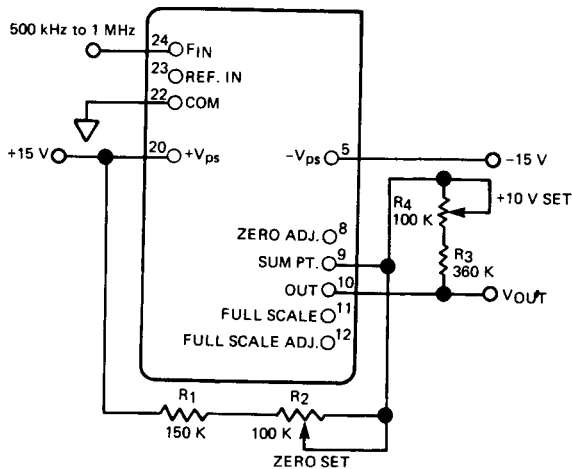 500 kHz to 1 MHz
24 FIN
23 REF. IN
22 COM
+15 V
20 +Vps
-Vps 5
-15 V
R4
100 K
+10 V SET
ZERO ADJ. 8
SUM PT. 9
R3
360 K
OUT 10
VOUT
FULL SCALE 11
FULL SCALE ADJ. 12
R1
150 K
R2
100 K
ZERO SET